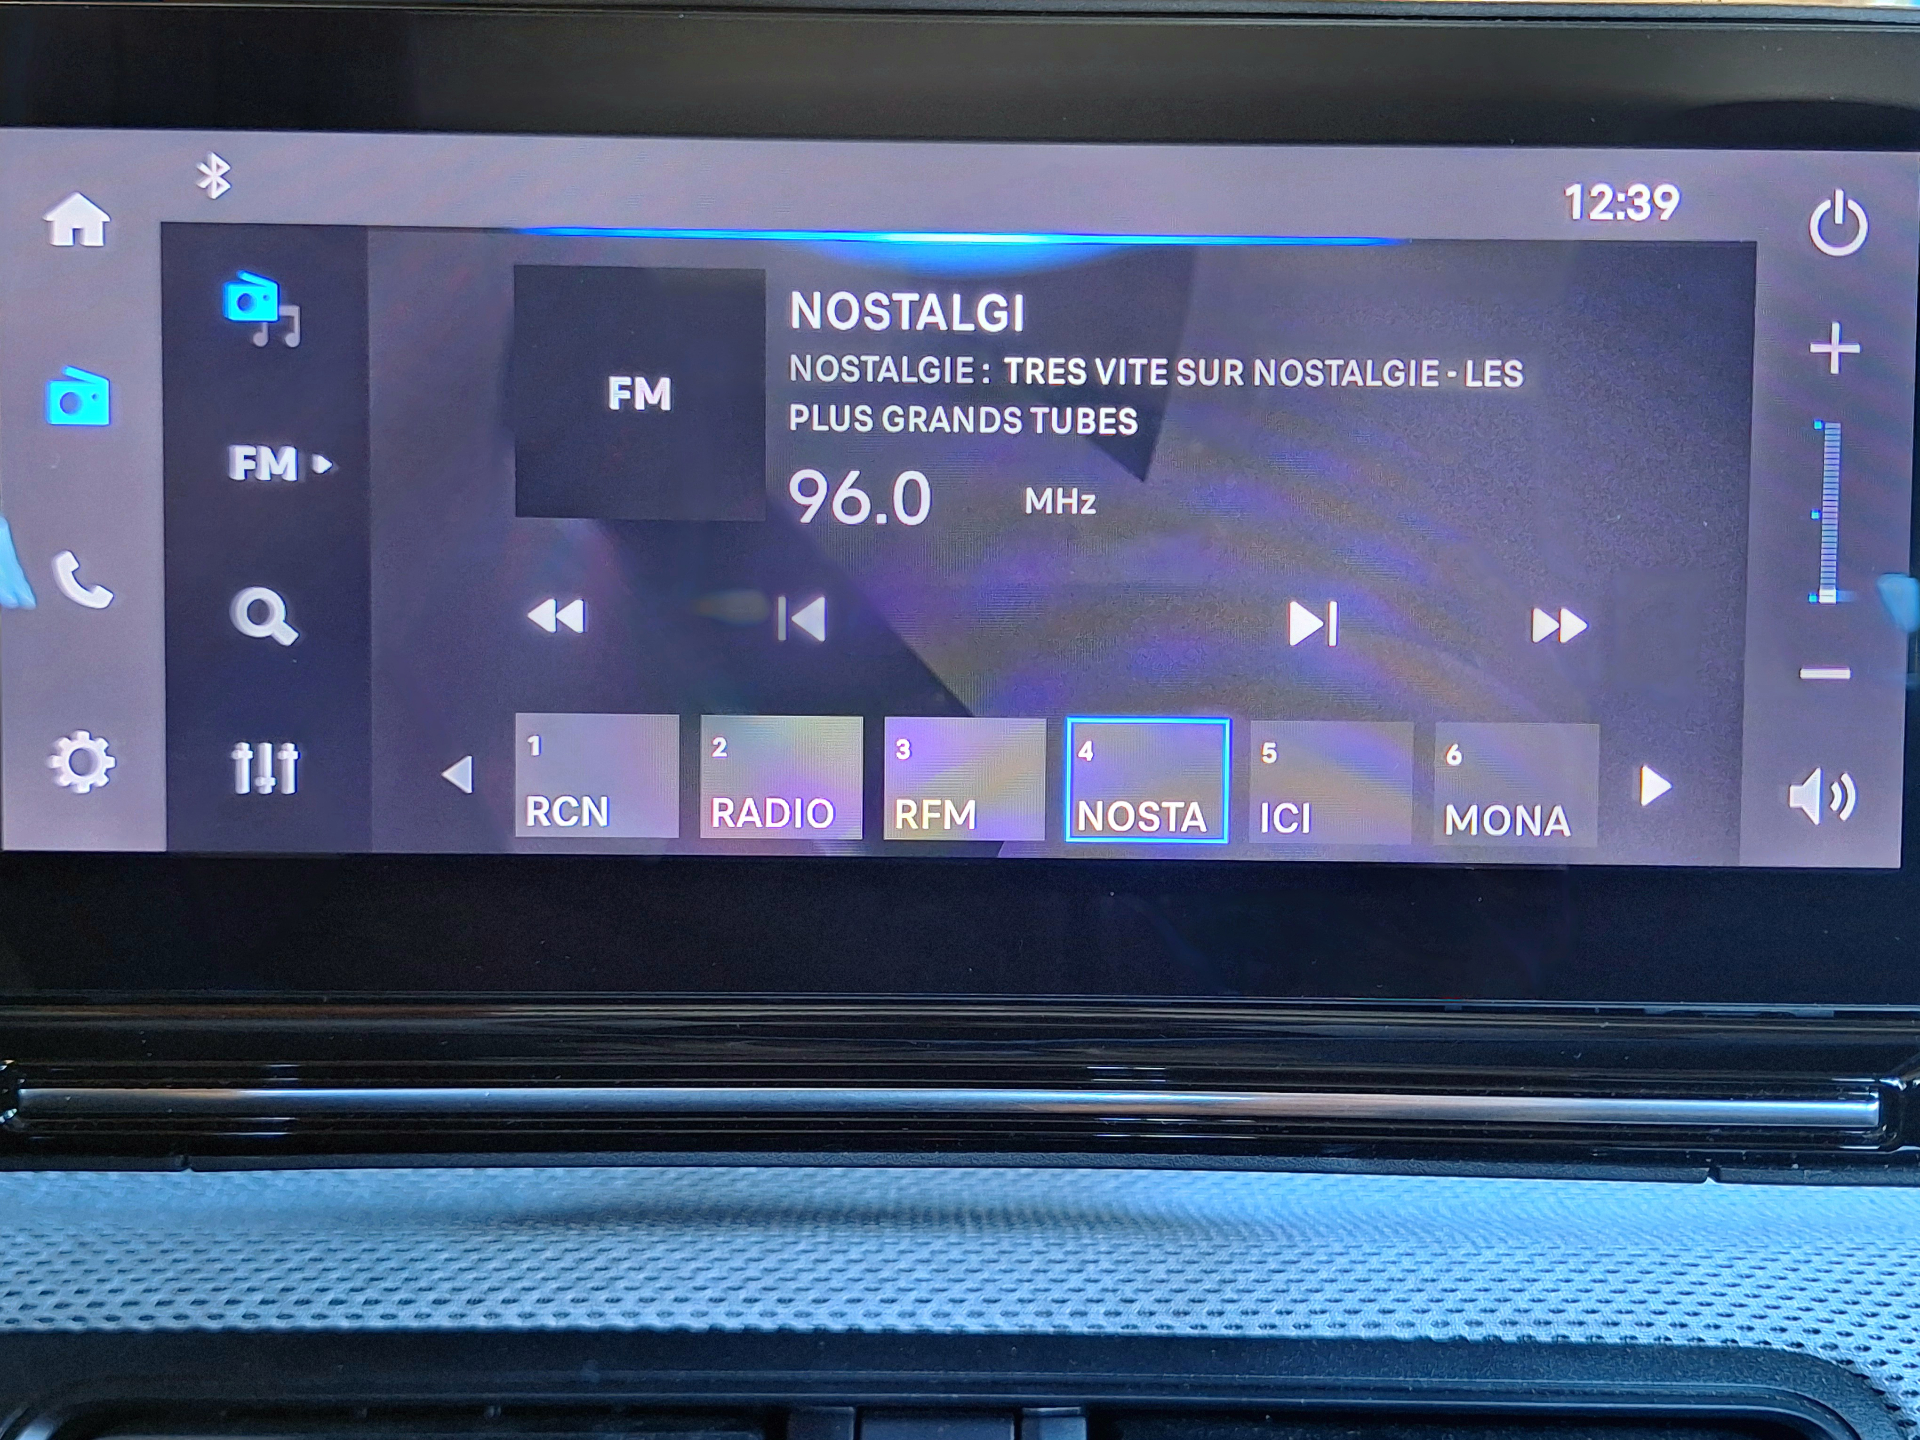 12:39
NOSTALGI
NOSTALGIE : TRES VITE SUR NOSTALGIE - LES
PLUS GRANDS TUBES
FM
FM
96.0 MHz
1
RCN
2
RADIO
3
RFM
4
NOSTA
5
ICI
6
MONA